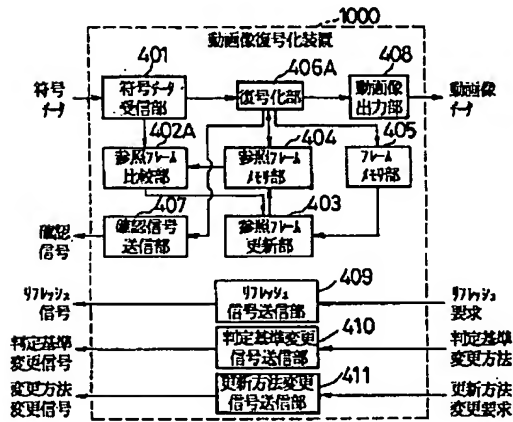 1000
動画像復号化装置
401
406A
408
符号
データ
符号データ
受信部
復号化部
動画像
出力部
動画像
データ
402A
404
405
参照フレーム
比較部
参照フレーム
メモリ部
フレーム
メモリ部
407
403
確認
信号
確認信号
送信部
参照フレーム
更新部
409
リフレッシュ
信号
リフレッシュ
信号送信部
リフレッシュ
要求
410
判定基準
変更信号
判定基準変更
信号送信部
判定基準
変更方法
411
変更方法
変更信号
更新方法変更
信号送信部
更新方法
変更要求